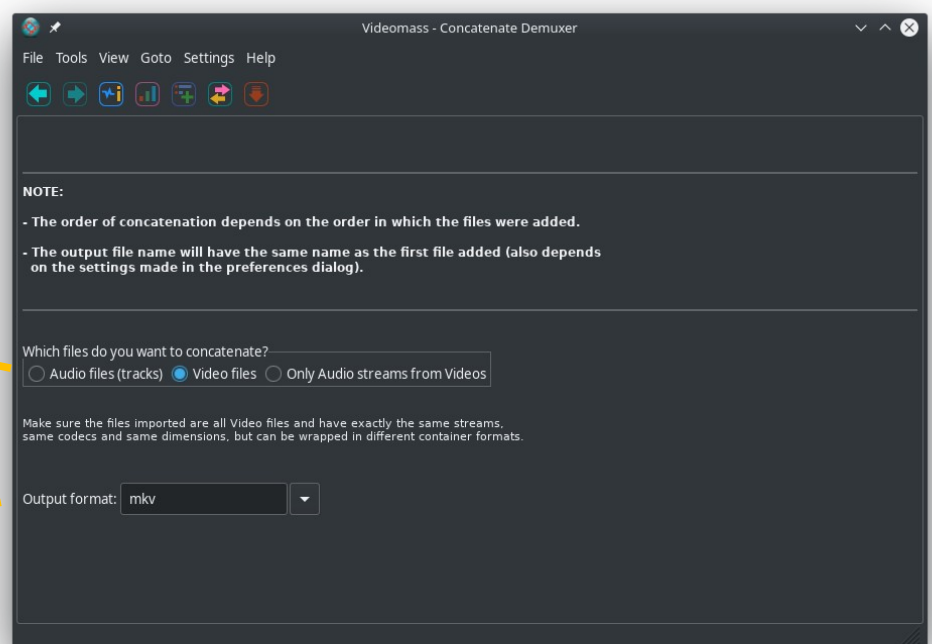 Videomass - Concatenate Demuxer
File Tools View Goto Settings Help
NOTE:
- The order of concatenation depends on the order in which the files were added.
- The output file name will have the same name as the first file added (also depends
on the settings made in the preferences dialog).
Which files do you want to concatenate?
Audio files (tracks) Video files Only Audio streams from Videos
Make sure the files imported are all Video files and have exactly the same streams,
same codecs and same dimensions, but can be wrapped in different container formats.
Output format: mkv